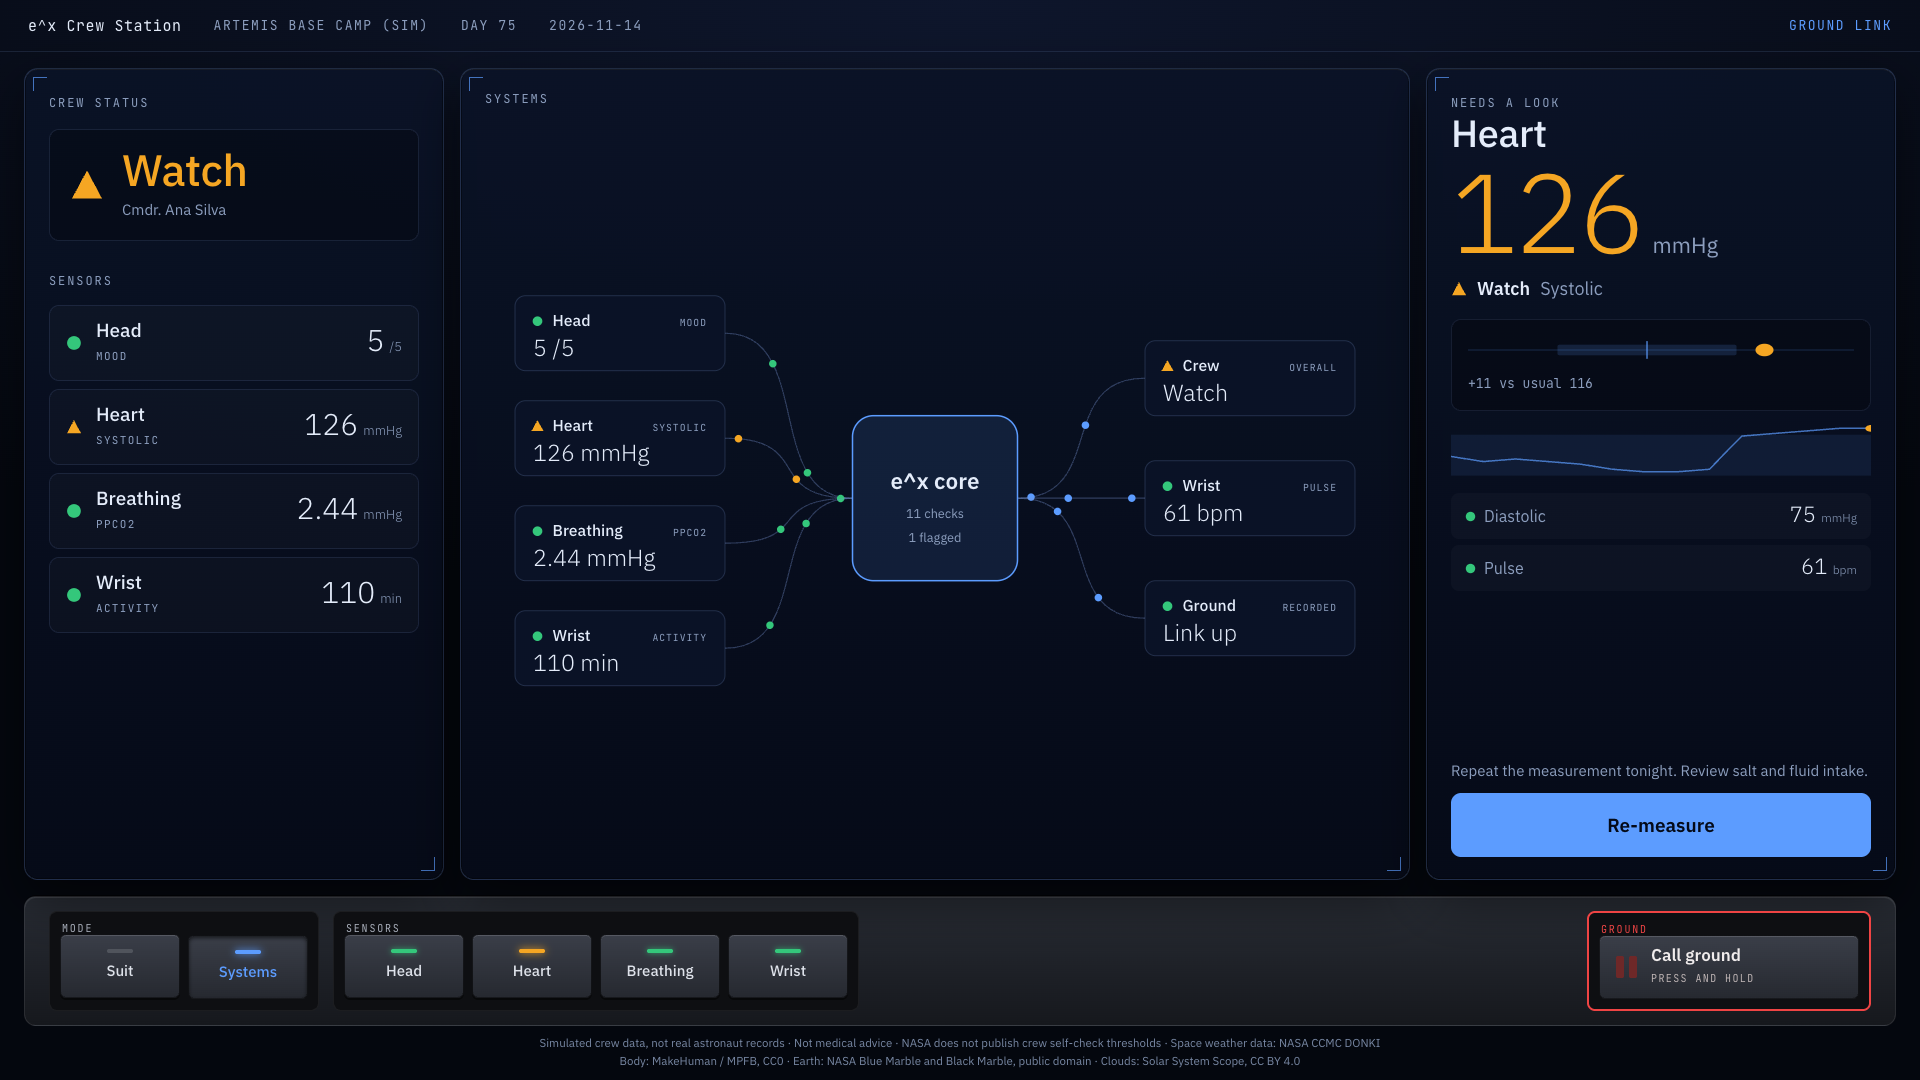 e^x Crew Station
ARTEMIS BASE CAMP (SIM)
DAY 75
2026-11-14
GROUND LINK
CREW STATUS
Watch
Cmdr. Ana Silva
SENSORS
Head
MOOD
5 /5
Heart
SYSTOLIC
126 mmHg
Breathing
PPCO2
2.44 mmHg
Wrist
ACTIVITY
110 min
SYSTEMS
Head
MOOD
5 /5
Heart
SYSTOLIC
126 mmHg
Breathing
PPCO2
2.44 mmHg
Wrist
ACTIVITY
110 min
e^x core
11 checks
1 flagged
Crew
OVERALL
Watch
Wrist
PULSE
61 bpm
Ground
RECORDED
Link up
NEEDS A LOOK
Heart
126 mmHg
Watch Systolic
+11 vs usual 116
Diastolic
75 mmHg
Pulse
61 bpm
Repeat the measurement tonight. Review salt and fluid intake.
Re-measure
MODE
Suit
Systems
SENSORS
Head
Heart
Breathing
Wrist
GROUND
Call ground
PRESS AND HOLD
Simulated crew data, not real astronaut records · Not medical advice · NASA does not publish crew self-check thresholds · Space weather data: NASA CCMC DONKI
Body: MakeHuman / MPFB, CC0 · Earth: NASA Blue Marble and Black Marble, public domain · Clouds: Solar System Scope, CC BY 4.0